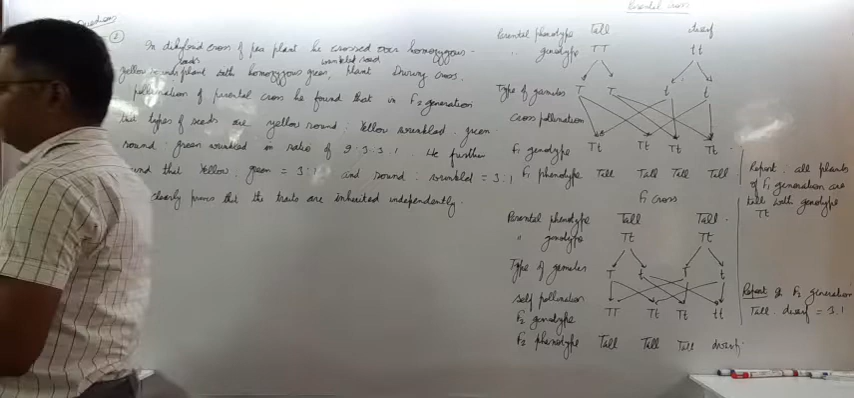 Questions
2
In dihybrid cross of pea plant he crossed over homozygous
seeds wrinkled seed
yellow round plant with homozygous green, plant During cross
pollination of parental cross he found that in F2 generation
that types of seeds are yellow round : Yellow wrinkled : green
round : green wrinkled in ratio of 9:3:3:1. He further
that Yellow : green = 3:1 and round : wrinkled = 3:1
clearly proves that the traits are inherited independently.
Parental cross
Parental phenotype Tall dwarf
" genotype TT tt
Type of gametes T T t t
Cross pollination
F1 genotype Tt Tt Tt Tt
F1 phenotype Tall Tall Tall Tall
Report: all plants
of F1 generation are
tall with genotype
Tt
F1 cross
Parental phenotype Tall Tall
" genotype Tt Tt
Type of gametes T t T t
self pollination
F2 genotype TT Tt Tt tt
F2 phenotype Tall Tall Tall dwarf
Report F2 generation
Tall : dwarf = 3:1